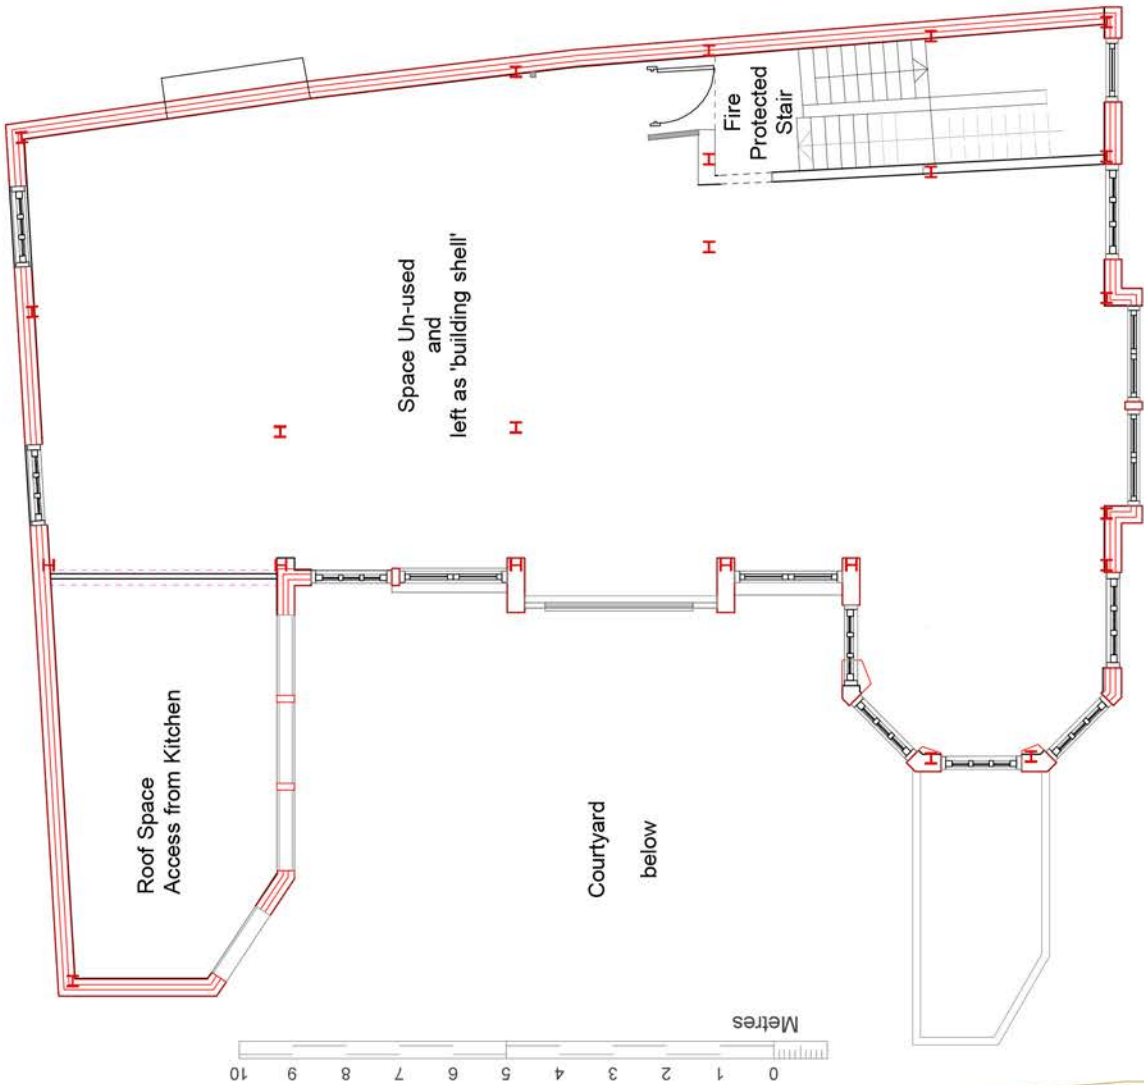 Fire
Protected
Stair
Space Un-used
and
left as 'building shell'
Roof Space
Access from Kitchen
Courtyard
below
Metres
10 9 8 7 6 5 4 3 2 1 0